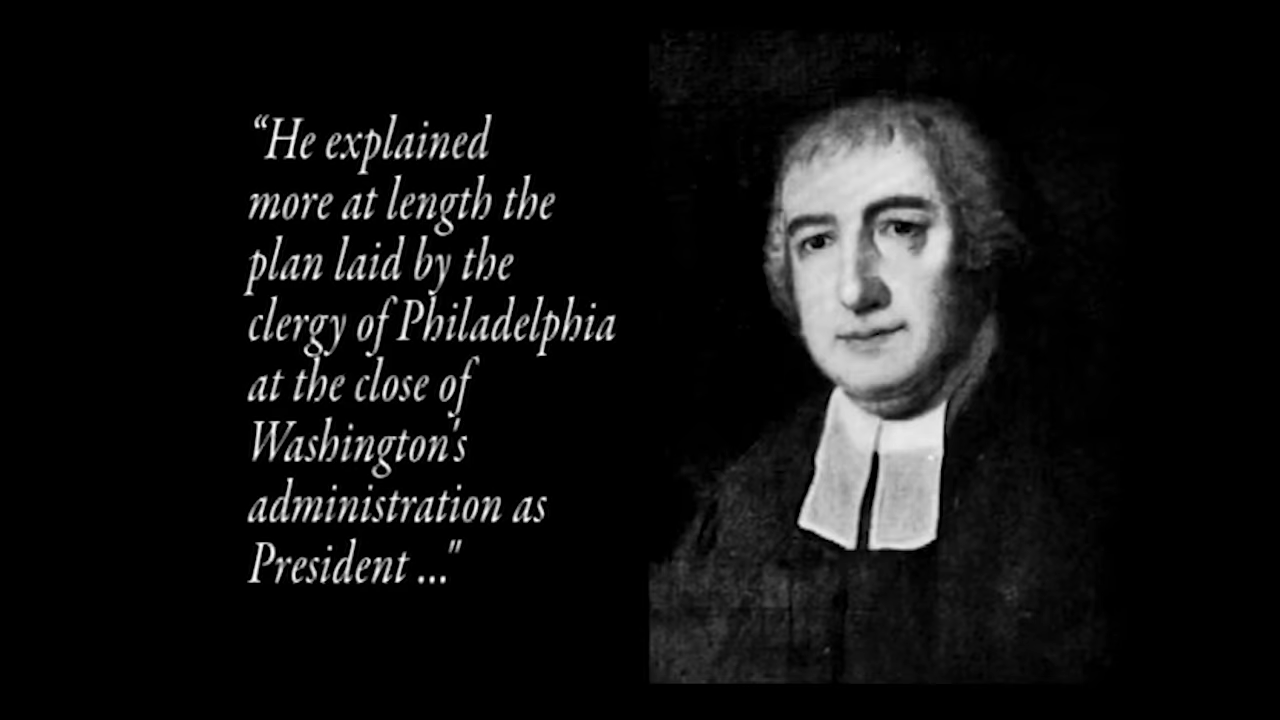 “He explained
more at length the
plan laid by the
clergy of Philadelphia
at the close of
Washington's
administration as
President ..."